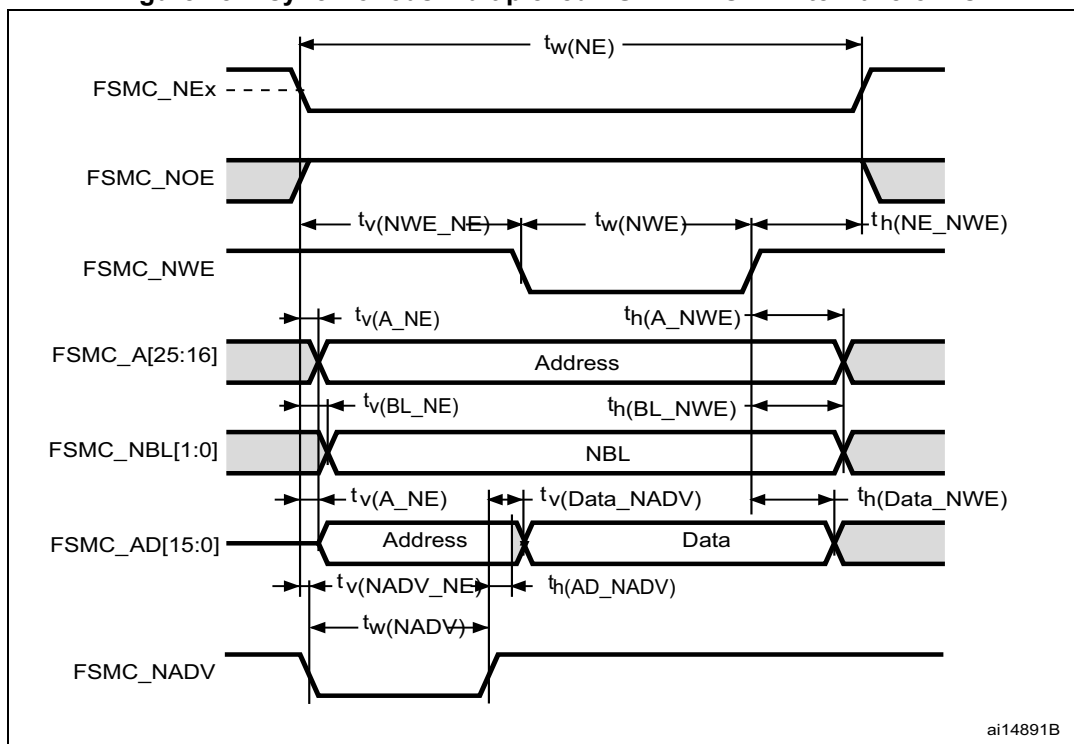 tw(NE)
FSMC_NEx
FSMC_NOE
tv(NWE_NE)
tw(NWE)
th(NE_NWE)
FSMC_NWE
tv(A_NE)
th(A_NWE)
FSMC_A[25:16]
Address
tv(BL_NE)
th(BL_NWE)
FSMC_NBL[1:0]
NBL
tv(A_NE)
tv(Data_NADV)
th(Data_NWE)
FSMC_AD[15:0]
Address
Data
tv(NADV_NE)
th(AD_NADV)
tw(NADV)
FSMC_NADV
ai14891B